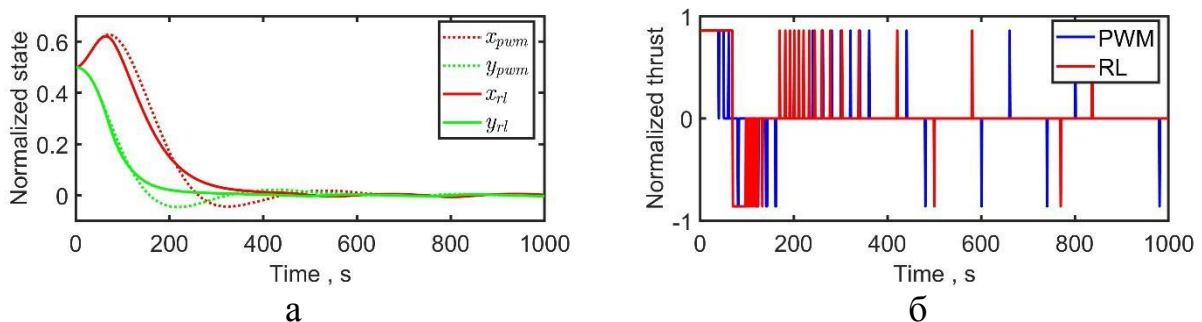 Normalized state
0.6
0.4
0.2
0
0
200
400
600
800
1000
Time , s
x_pwm
y_pwm
x_rl
y_rl
а
Normalized thrust
1
0
-1
0
200
400
600
800
1000
Time , s
PWM
RL
б